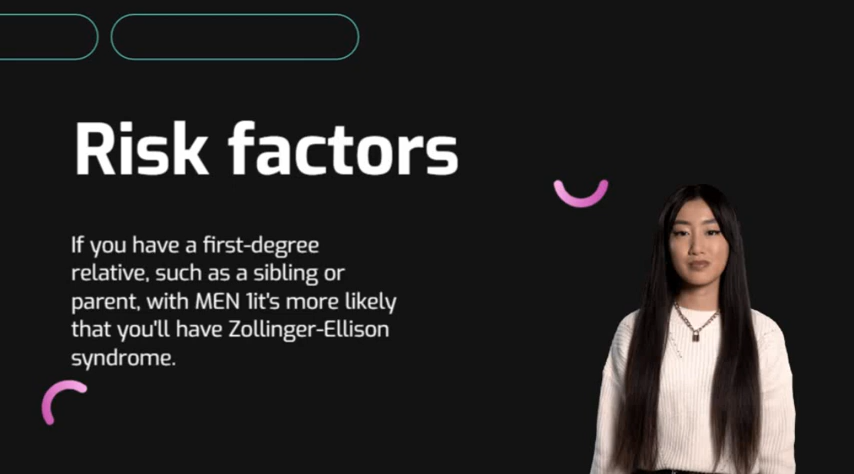 Risk factors
If you have a first-degree
relative, such as a sibling or
parent, with MEN 1it's more likely
that you'll have Zollinger-Ellison
syndrome.